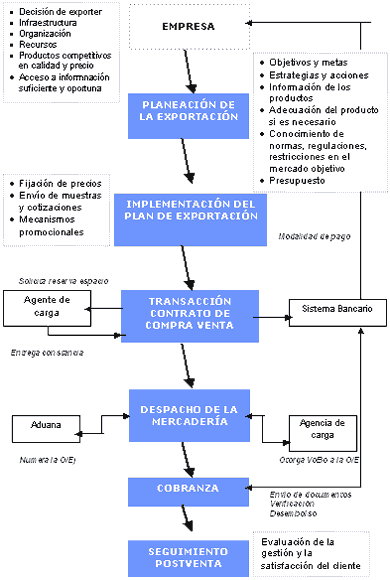 Decisión de exporter
Infraestructura
Organización
Recursos
Productos competitivos
en calidad y precio
Acceso a información
suficiente y oportuna
EMPRESA
PLANEACIÓN DE
LA EXPORTACIÓN
Objetivos y metas
Estrategias y acciones
Información de los
productos
Adecuación del producto
si es necesario
Conocimiento de
normas, regulaciones,
restricciones en el
mercado objetivo
Presupuesto
Fijación de precios
Envío de muestras
y cotizaciones
Mecanismos
promocionales
IMPLEMENTACIÓN DEL
PLAN DE EXPORTACIÓN
Modalidad de pago
Solicita reserva espacio
Agente de
carga
Entrega constancia
TRANSACCIÓN
CONTRATO DE
COMPRA VENTA
Sistema Bancario
DESPACHO DE LA
MERCADERÍA
Aduana
Numera la O/E)
Agencia de
carga
Otorga VoBo a la O/E
COBRANZA
Envío de documentos
Verificación
Desembolso
SEGUIMIENTO
POSTVENTA
Evaluación de la
gestión y la
satisfacción del cliente